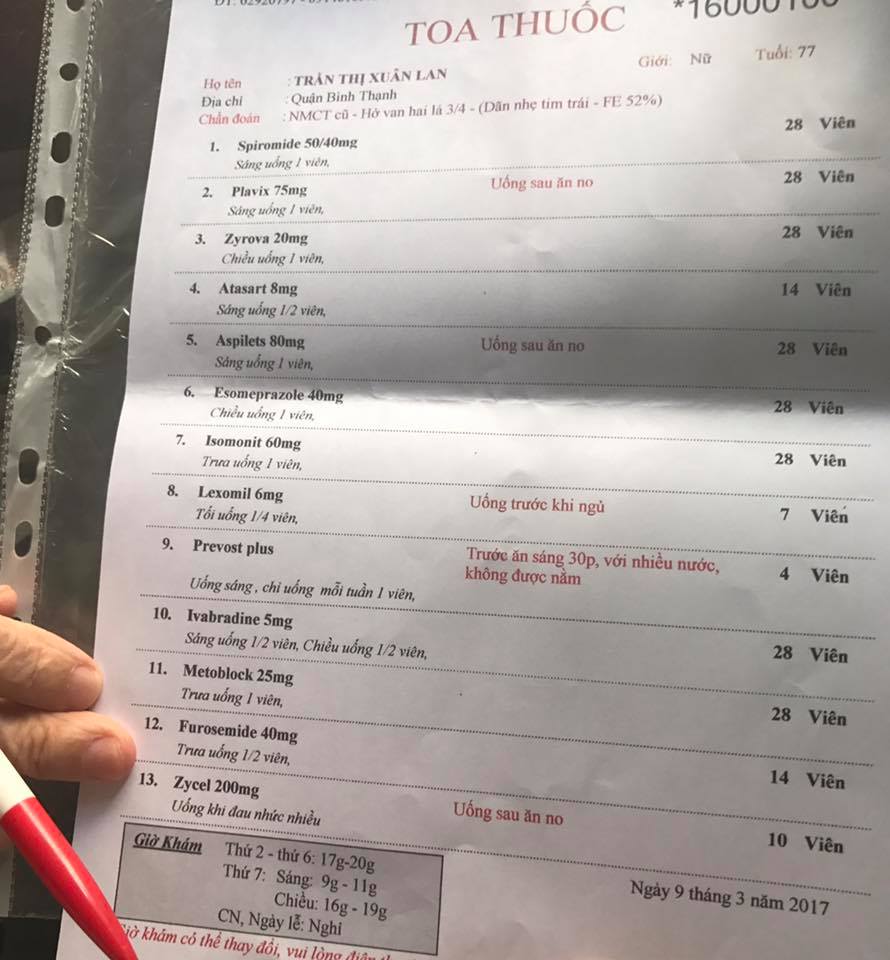 TOA THUỐC
Giới: Nữ Tuổi: 77
Họ tên : TRẦN THỊ XUÂN LAN
Địa chỉ : Quận Bình Thạnh
Chẩn đoán : NMCT cũ - Hở van hai lá 3/4 - (Dãn nhẹ tim trái - FE 52%)
1. Spiromide 50/40mg 28 Viên
Sáng uống 1 viên,
2. Plavix 75mg Uống sau ăn no 28 Viên
Sáng uống 1 viên,
3. Zyrova 20mg 28 Viên
Chiều uống 1 viên,
4. Atasart 8mg 14 Viên
Sáng uống 1/2 viên,
5. Aspilets 80mg Uống sau ăn no 28 Viên
Sáng uống 1 viên,
6. Esomeprazole 40mg 28 Viên
Chiều uống 1 viên,
7. Isomonit 60mg 28 Viên
Trưa uống 1 viên,
8. Lexomil 6mg Uống trước khi ngủ 7 Viên
Tối uống 1/4 viên,
9. Prevost plus Trước ăn sáng 30p, với nhiều nước, 4 Viên
không được nằm
Uống sáng , chỉ uống mỗi tuần 1 viên,
10. Ivabradine 5mg 28 Viên
Sáng uống 1/2 viên, Chiều uống 1/2 viên,
11. Metoblock 25mg 28 Viên
Trưa uống 1 viên,
12. Furosemide 40mg 14 Viên
Trưa uống 1/2 viên,
13. Zycel 200mg Uống sau ăn no 10 Viên
Uống khi đau nhức nhiều
Giờ Khám Thứ 2 - thứ 6: 17g-20g
Thứ 7: Sáng: 9g - 11g
Chiều: 16g - 19g
CN, Ngày lễ: Nghỉ
Ngày 9 tháng 3 năm 2017
Giờ khám có thể thay đổi, vui lòng